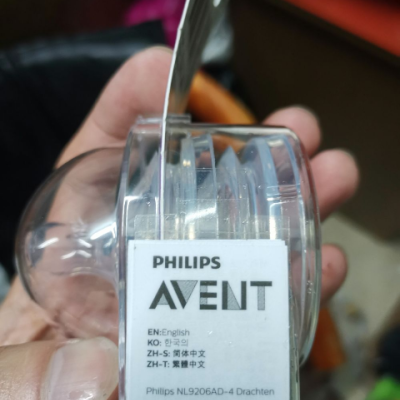 PHILIPS
AVENT
EN:English
KO: 한국의
ZH-S: 简体中文
ZH-T: 繁體中文
Philips NL9206AD-4 Drachten